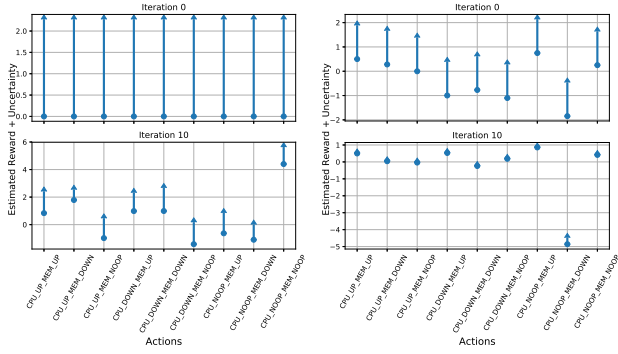 Iteration 0
2.0
1.5
1.0
0.5
0.0
Iteration 10
6
4
2
0
Estimated Reward + Uncertainty
CPU_UP_MEM_UP
CPU_UP_MEM_DOWN
CPU_UP_MEM_NOOP
CPU_DOWN_MEM_UP
CPU_DOWN_MEM_DOWN
CPU_DOWN_MEM_NOOP
CPU_NOOP_MEM_UP
CPU_NOOP_MEM_DOWN
CPU_NOOP_MEM_NOOP
Actions
Iteration 0
2
1
0
−1
−2
Iteration 10
1
0
−1
−2
−3
−4
−5
Estimated Reward + Uncertainty
CPU_UP_MEM_UP
CPU_UP_MEM_DOWN
CPU_UP_MEM_NOOP
CPU_DOWN_MEM_UP
CPU_DOWN_MEM_DOWN
CPU_DOWN_MEM_NOOP
CPU_NOOP_MEM_UP
CPU_NOOP_MEM_DOWN
CPU_NOOP_MEM_NOOP
Actions